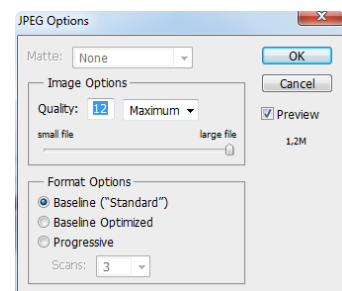 JPEG Options
Matte: None
OK
Image Options
Cancel
Quality: 12 Maximum
Preview
small file large file
1,2M
Format Options
Baseline ("Standard")
Baseline Optimized
Progressive
Scans: 3